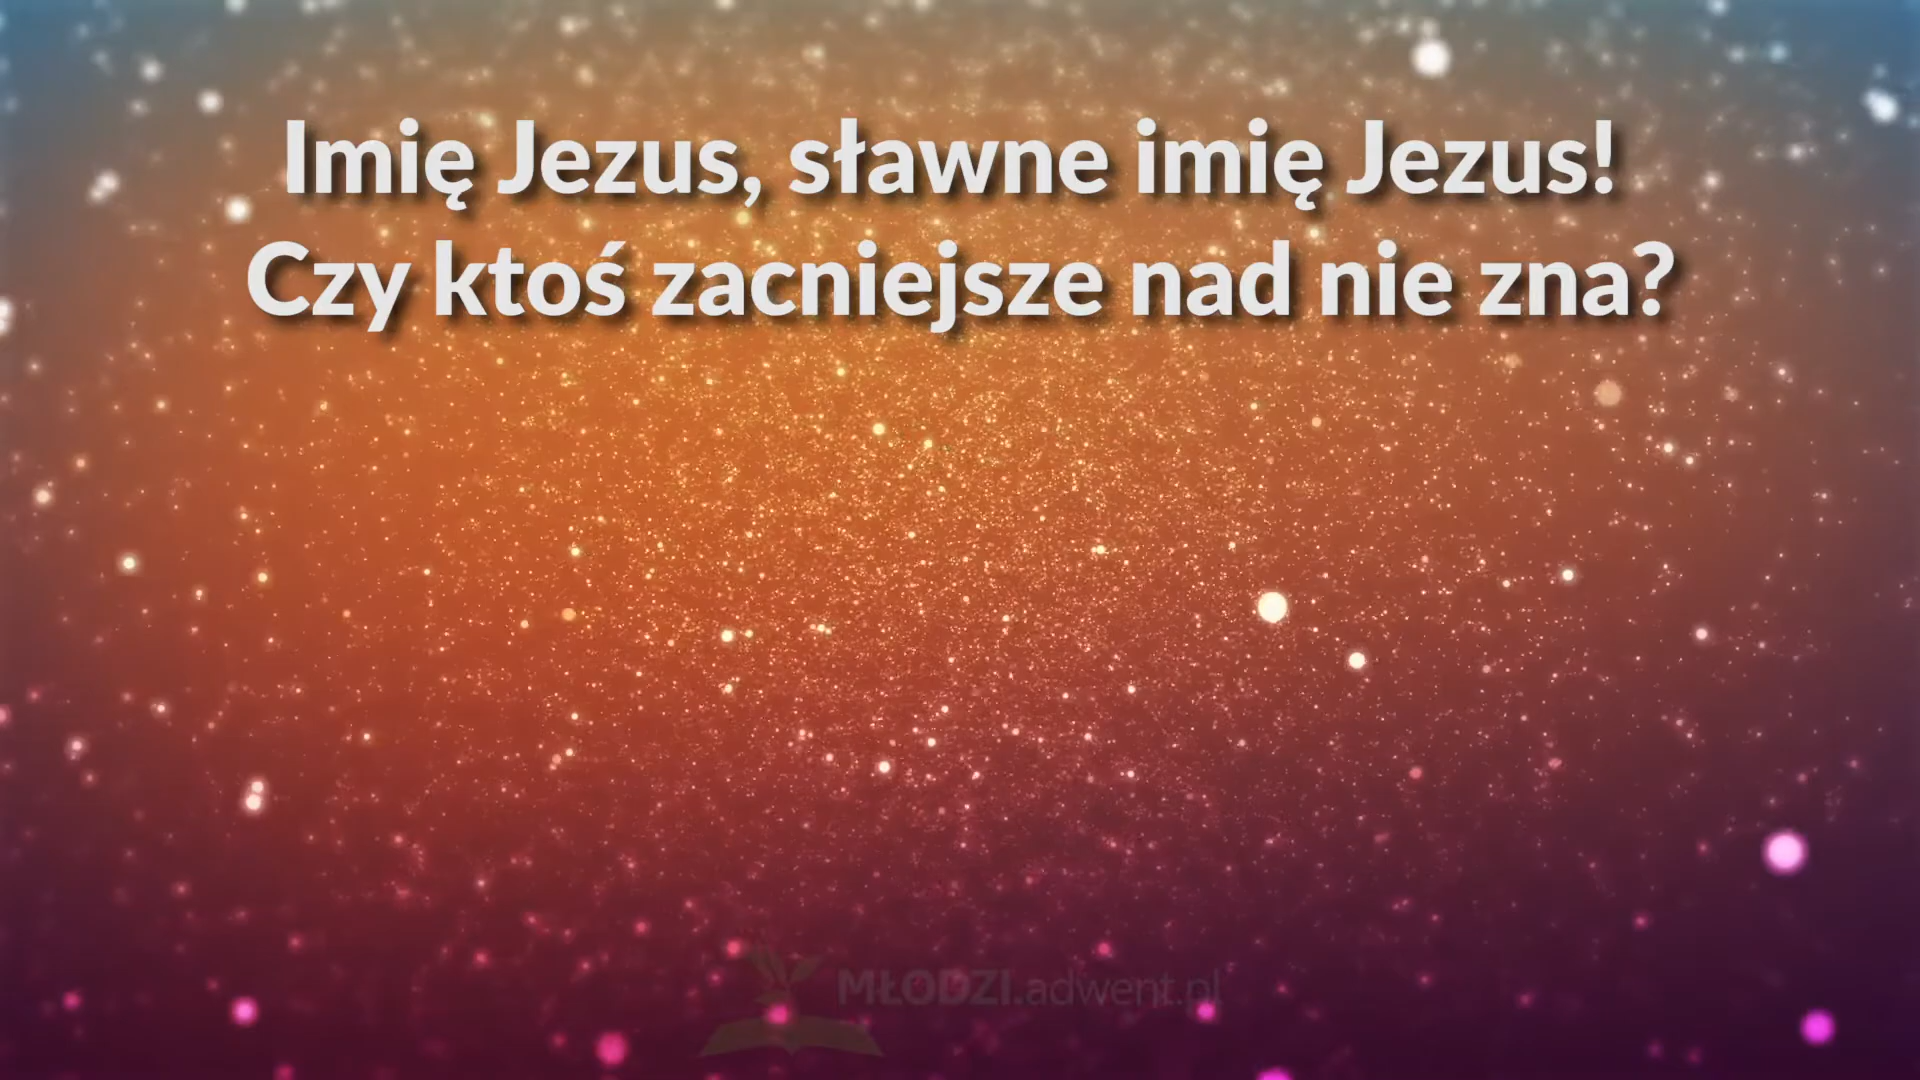 Imię Jezus, sławne imię Jezus!
Czy ktoś zacniejsze nad nie zna?
MŁODZI.adwent.pl